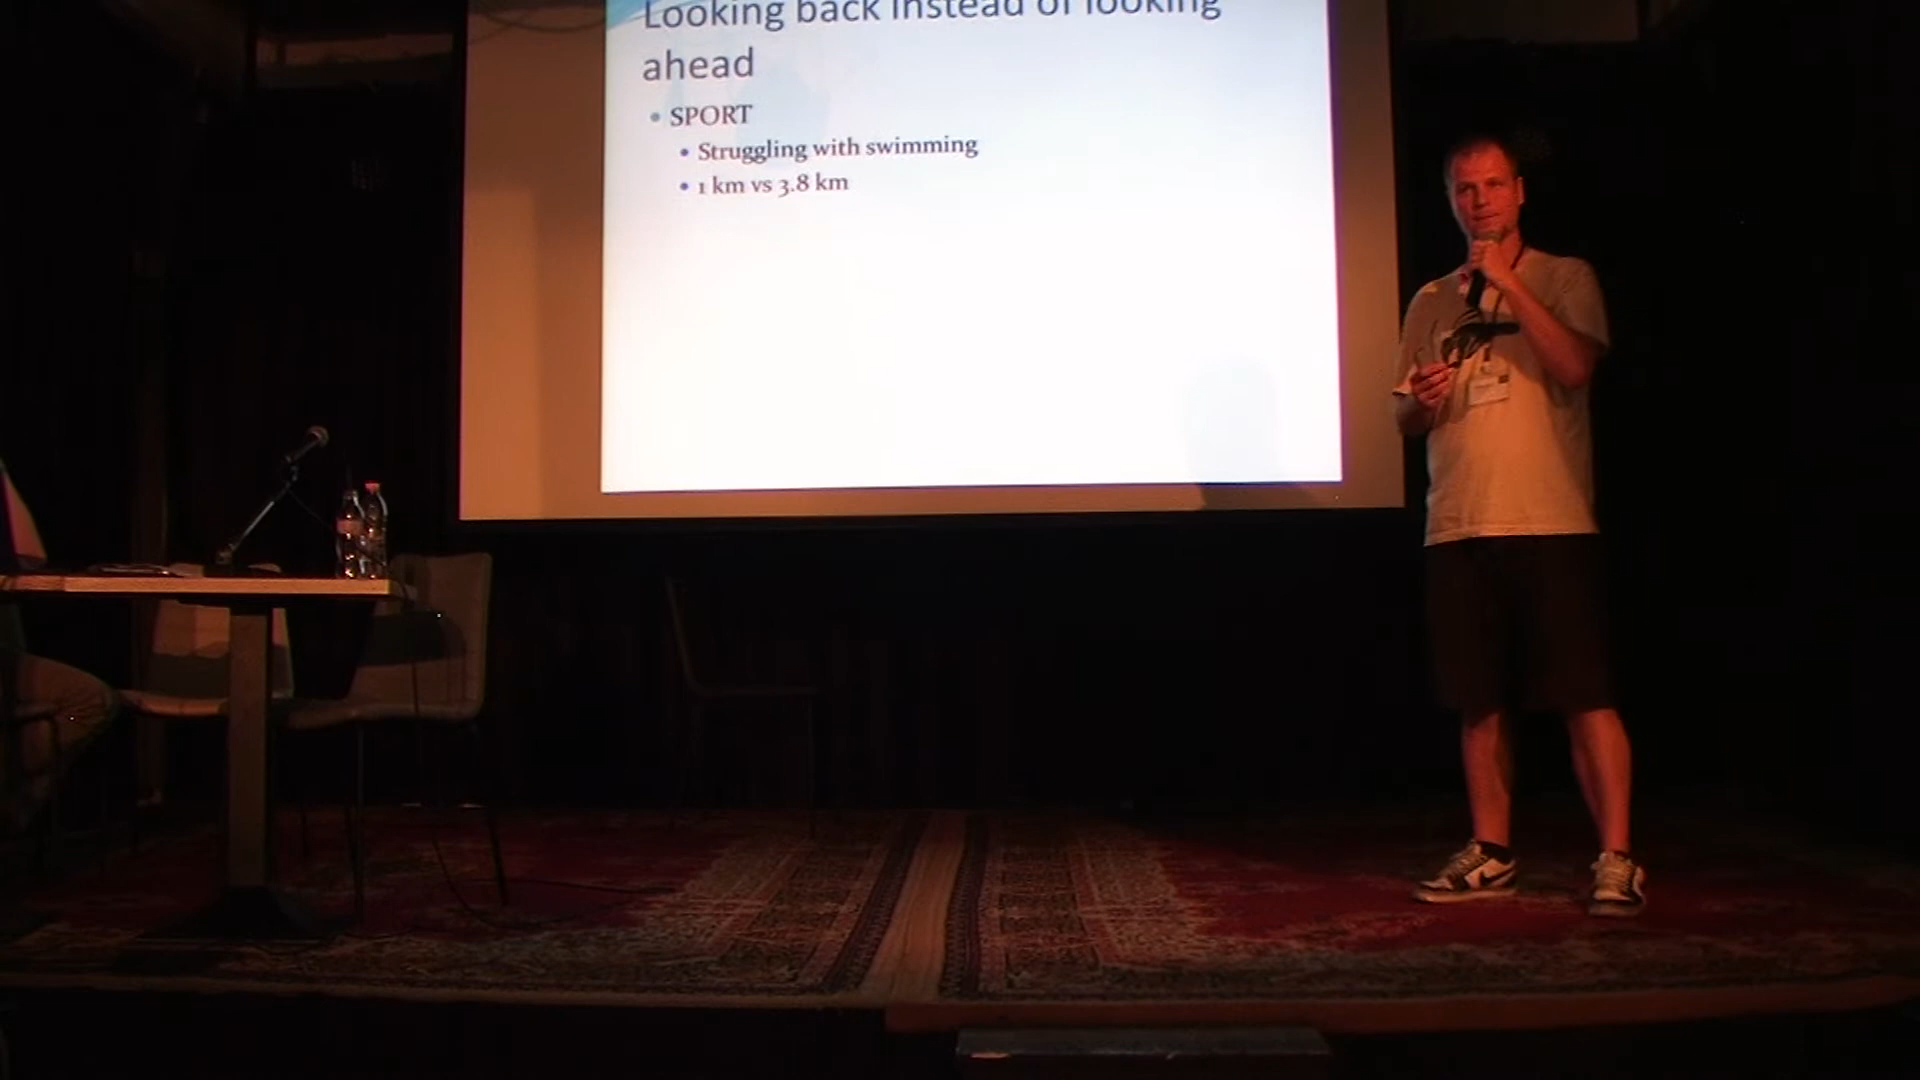 Looking back instead of looking
ahead
• SPORT
• Struggling with swimming
• 1 km vs 3.8 km